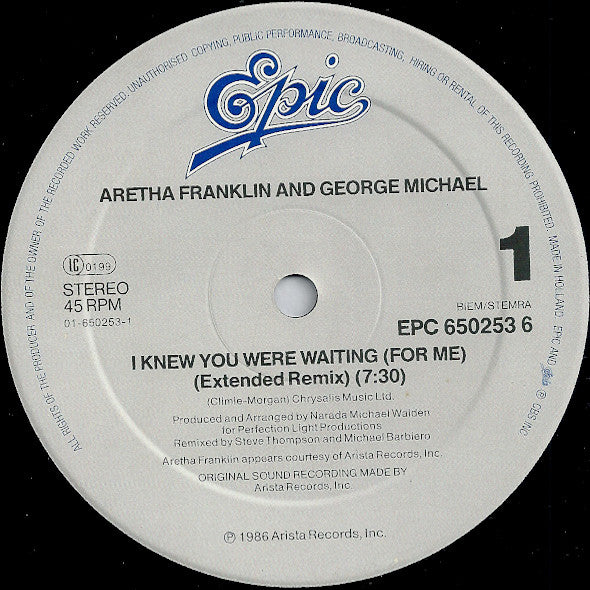 ALL RIGHTS OF THE PRODUCER AND OF THE OWNER OF THE RECORDED WORK RESERVED. UNAUTHORISED COPYING, PUBLIC PERFORMANCE, BROADCASTING, HIRING OR RENTAL OF THIS RECORDING PROHIBITED. MADE IN HOLLAND. EPIC AND Epic ℗ CBS INC
Epic
ARETHA FRANKLIN AND GEORGE MICHAEL
1
LC 0199
STEREO
45 RPM
01-650253-1
BIEM/STEMRA
EPC 650253 6
I KNEW YOU WERE WAITING (FOR ME)
(Extended Remix) (7:30)
(Climie-Morgan) Chrysalis Music Ltd.
Produced and Arranged by Narada Michael Walden
for Perfection Light Productions
Remixed by Steve Thompson and Michael Barbiero
Aretha Franklin appears courtesy of Arista Records, Inc.
ORIGINAL SOUND RECORDING MADE BY
Arista Records, Inc.
℗ 1986 Arista Records, Inc.